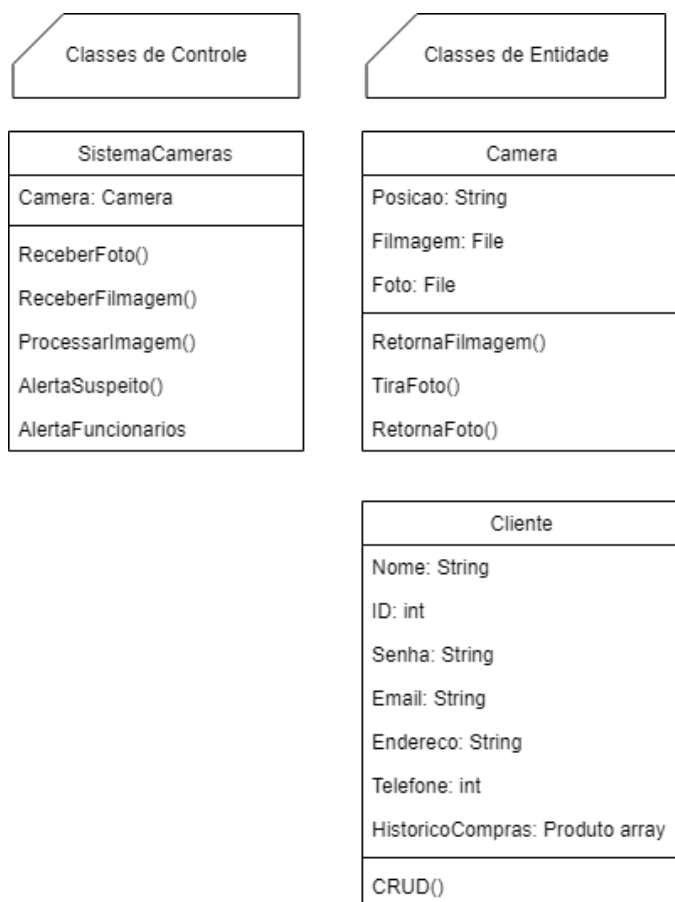 Classes de Controle
Classes de Entidade
SistemaCameras
Camera: Camera
ReceberFoto()
ReceberFilmagem()
ProcessarImagem()
AlertaSuspeito()
AlertaFuncionarios
Camera
Posicao: String
Filmagem: File
Foto: File
RetornaFilmagem()
TiraFoto()
RetornaFoto()
Cliente
Nome: String
ID: int
Senha: String
Email: String
Endereco: String
Telefone: int
HistoricoCompras: Produto array
CRUD()